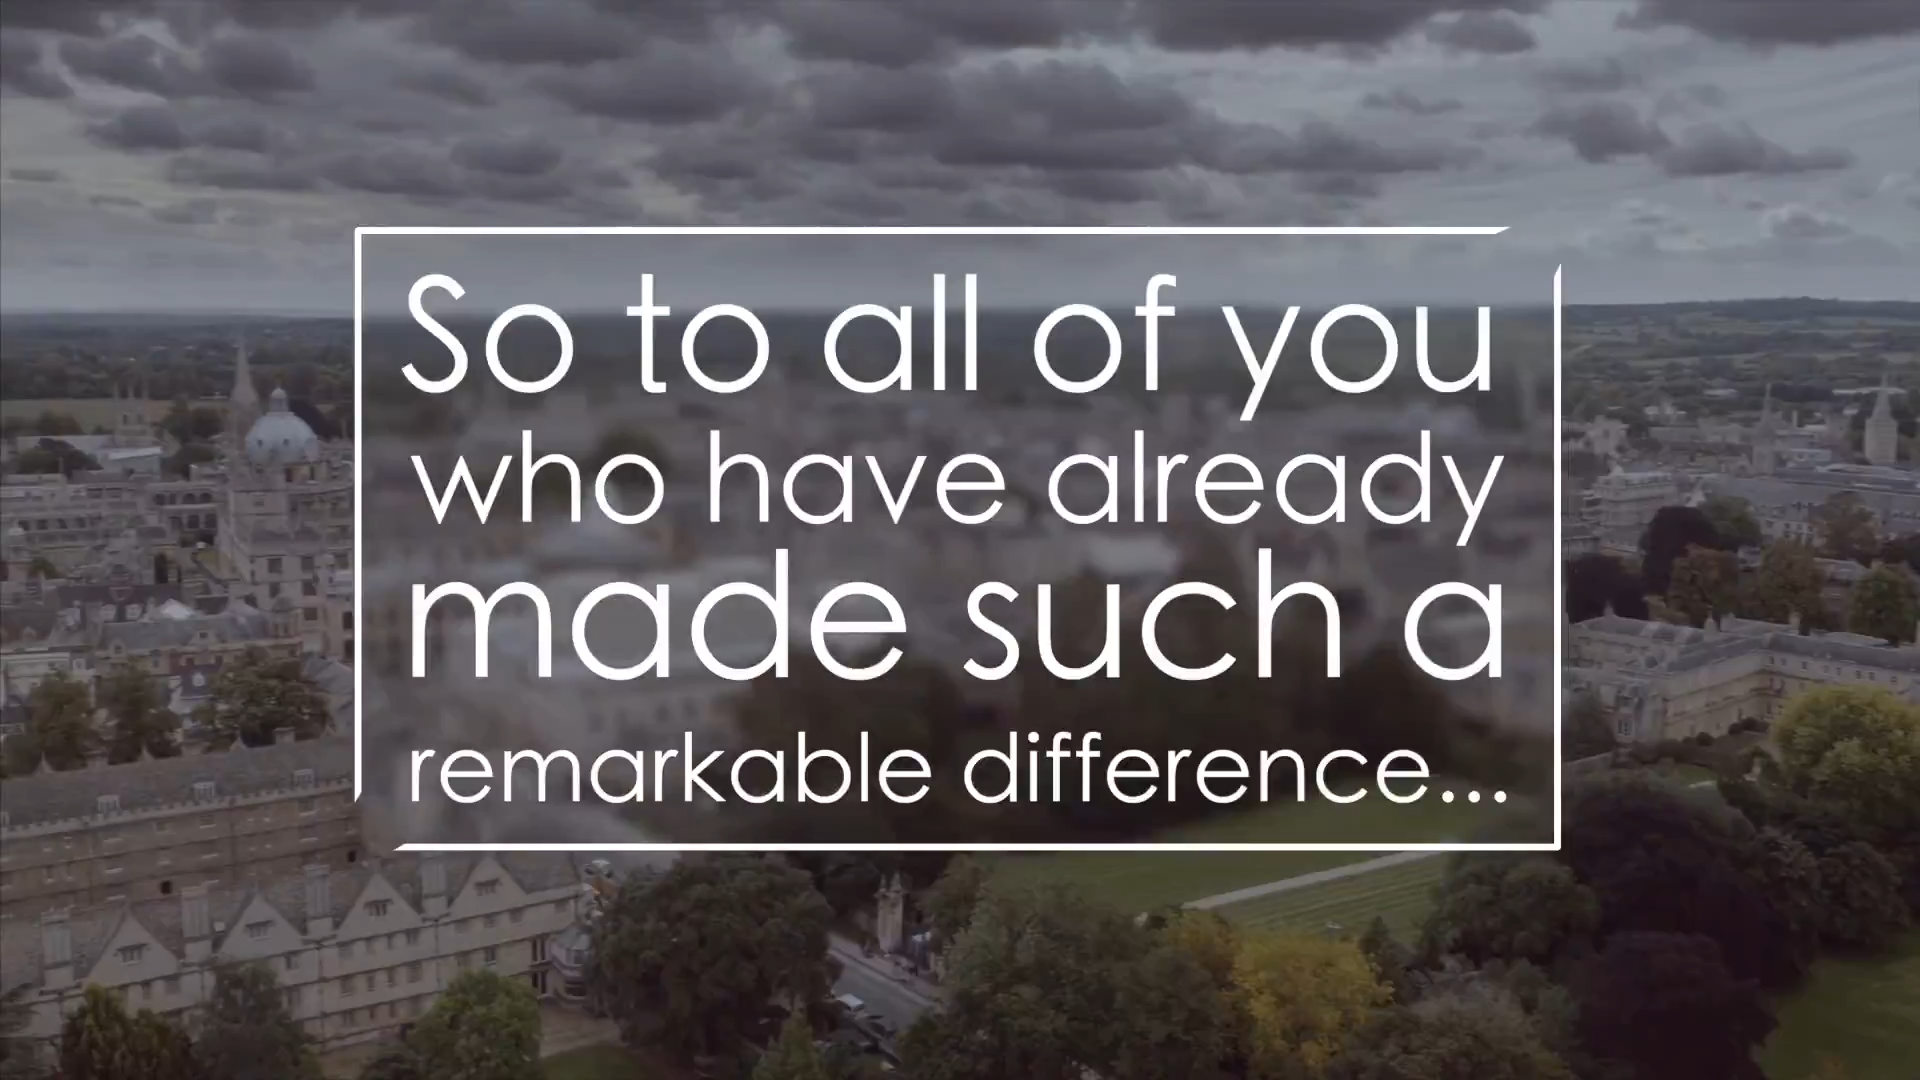 So to all of you
who have already
made such a
remarkable difference...